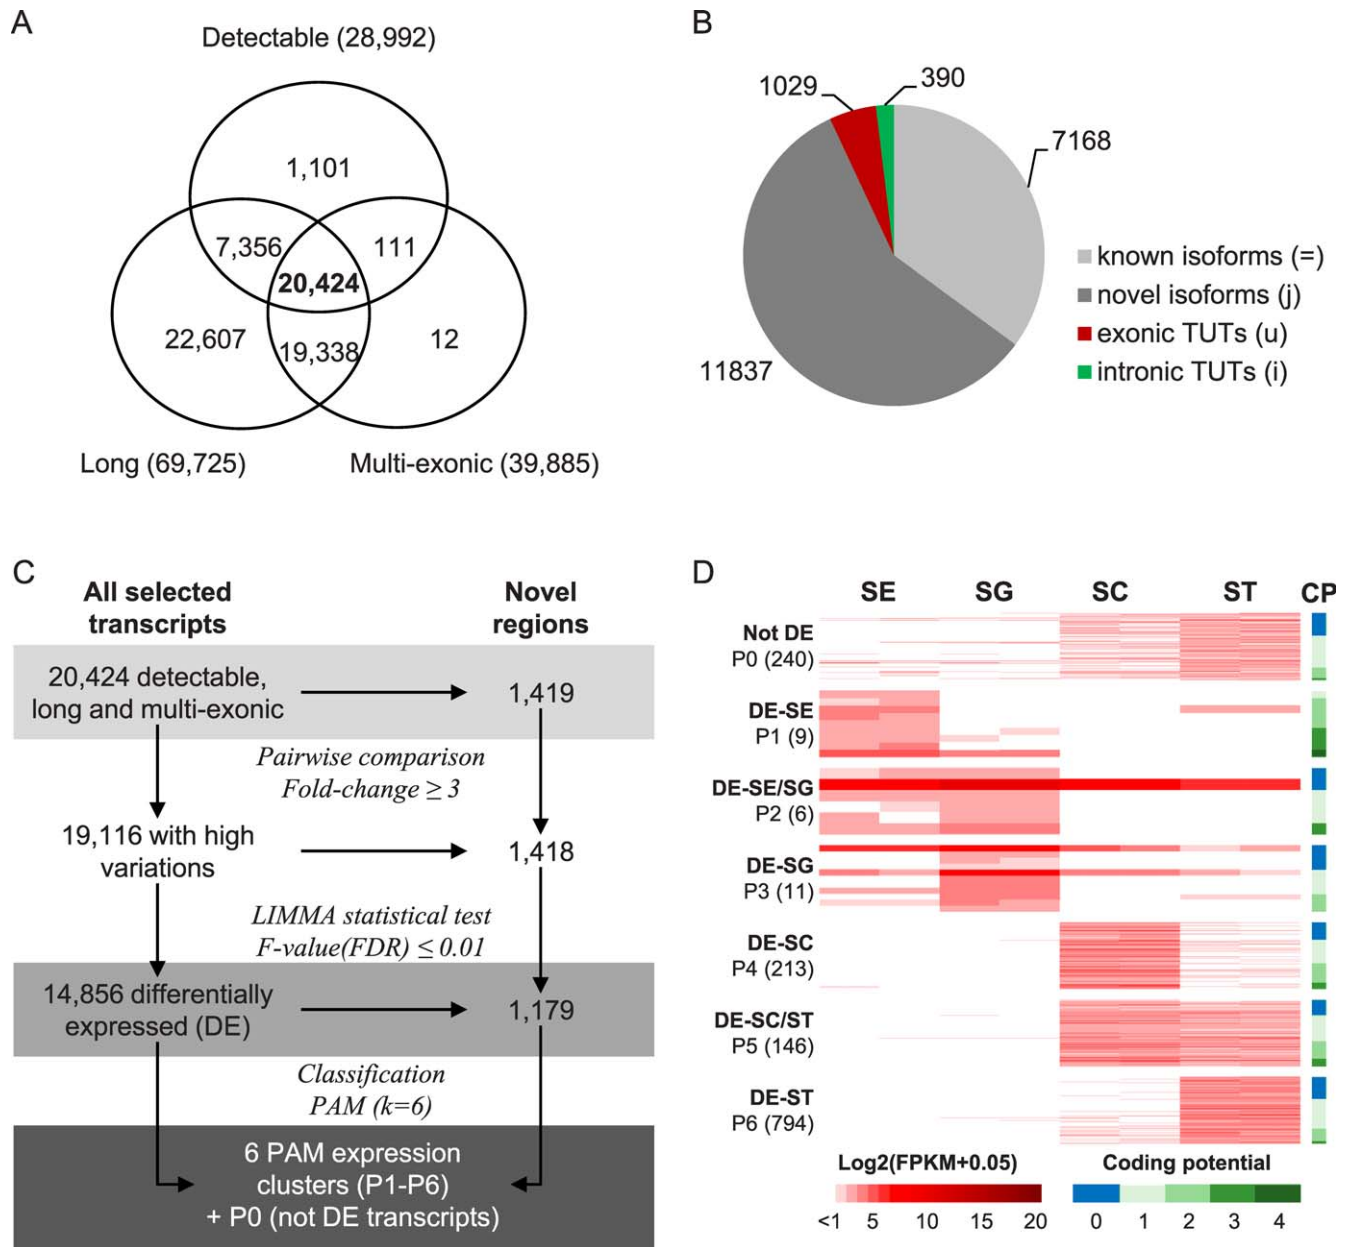 A
Detectable (28,992)
1,101
7,356
111
20,424
22,607
19,338
12
Long (69,725)
Multi-exonic (39,885)
B
1029
390
7168
11837
known isoforms (=)
novel isoforms (j)
exonic TUTs (u)
intronic TUTs (i)
C
All selected
transcripts
Novel
regions
20,424 detectable,
long and multi-exonic
1,419
Pairwise comparison
Fold-change ≥ 3
19,116 with high
variations
1,418
LIMMA statistical test
F-value(FDR) ≤ 0.01
14,856 differentially
expressed (DE)
1,179
Classification
PAM (k=6)
6 PAM expression
clusters (P1-P6)
+ P0 (not DE transcripts)
D
SE SG SC ST CP
Not DE
P0 (240)
DE-SE
P1 (9)
DE-SE/SG
P2 (6)
DE-SG
P3 (11)
DE-SC
P4 (213)
DE-SC/ST
P5 (146)
DE-ST
P6 (794)
Log2(FPKM+0.05)
<1 5 10 15 20
Coding potential
0 1 2 3 4